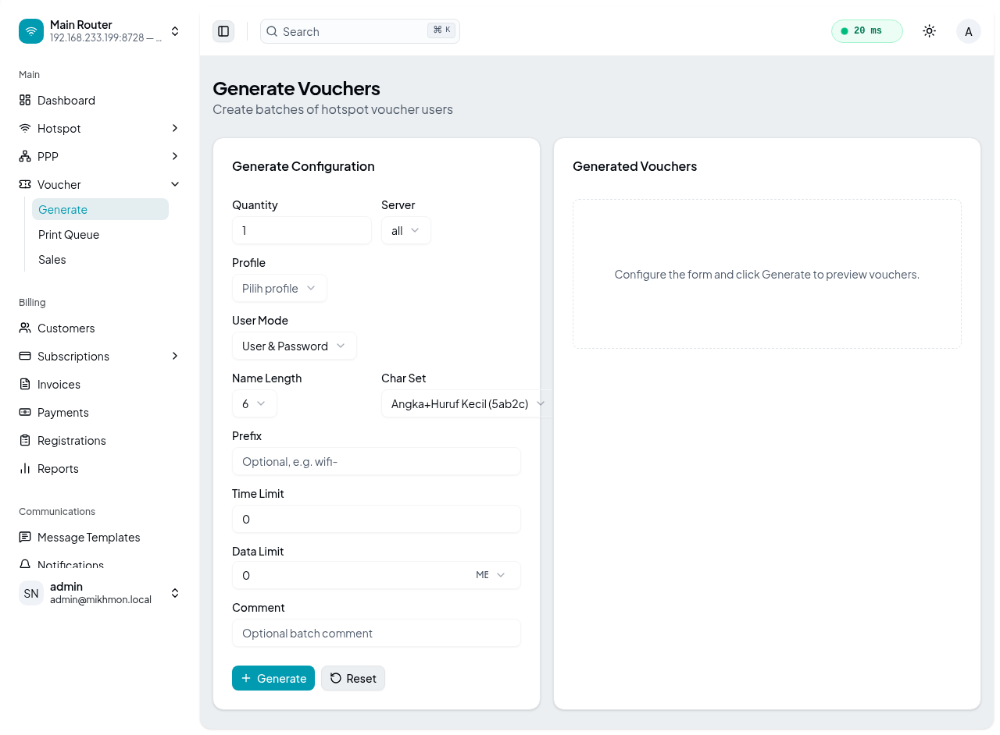 Main Router
192.168.233.199:8728 — ...
Main
Dashboard
Hotspot
PPP
Voucher
Generate
Print Queue
Sales
Billing
Customers
Subscriptions
Invoices
Payments
Registrations
Reports
Communications
Message Templates
Notifications
SN
admin
admin@mikhmon.local
Search
⌘ K
20 ms
A
Generate Vouchers
Create batches of hotspot voucher users
Generate Configuration
Quantity
Server
1
all
Profile
Pilih profile
User Mode
User & Password
Name Length
Char Set
6
Angka+Huruf Kecil (5ab2c)
Prefix
Optional, e.g. wifi-
Time Limit
0
Data Limit
0
Comment
Optional batch comment
Generate
Reset
Generated Vouchers
Configure the form and click Generate to preview vouchers.